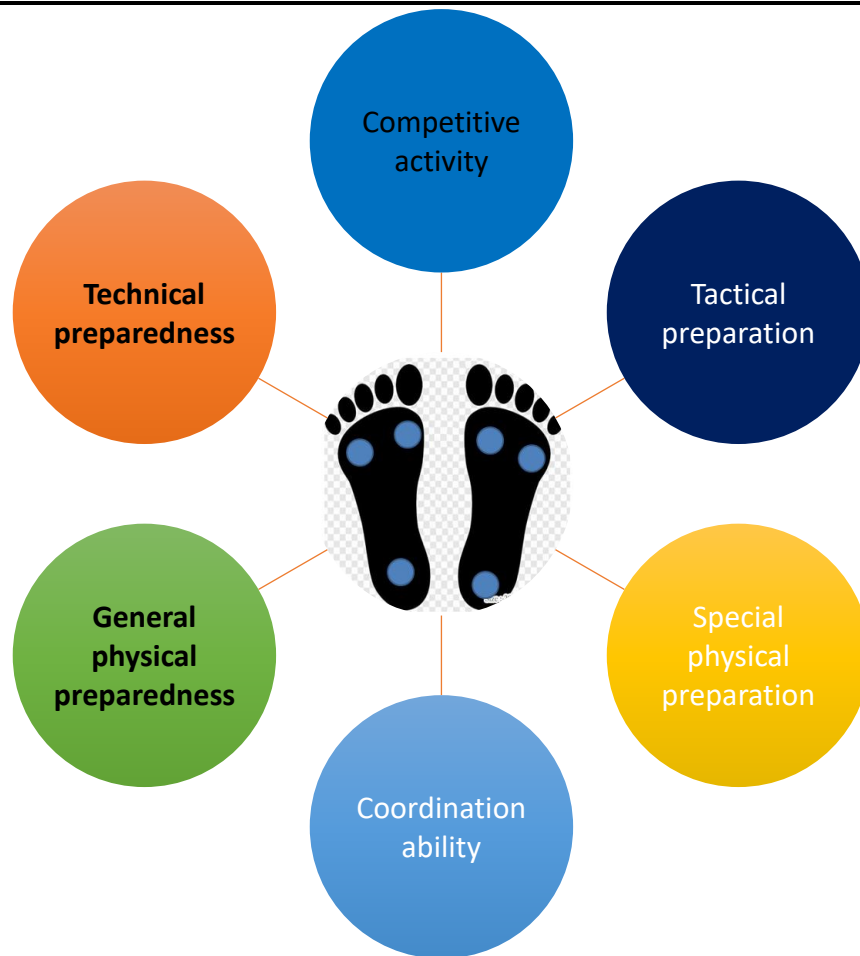 Competitive
activity
Technical
preparedness
Tactical
preparation
General
physical
preparedness
Special
physical
preparation
Coordination
ability